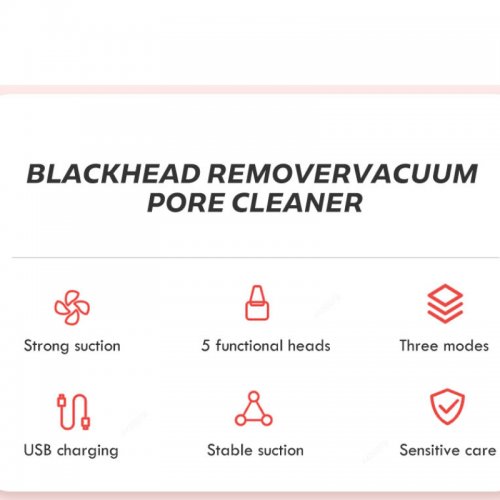 BLACKHEAD REMOVERVACUUM
PORE CLEANER
Strong suction
5 functional heads
Three modes
USB charging
Stable suction
Sensitive care